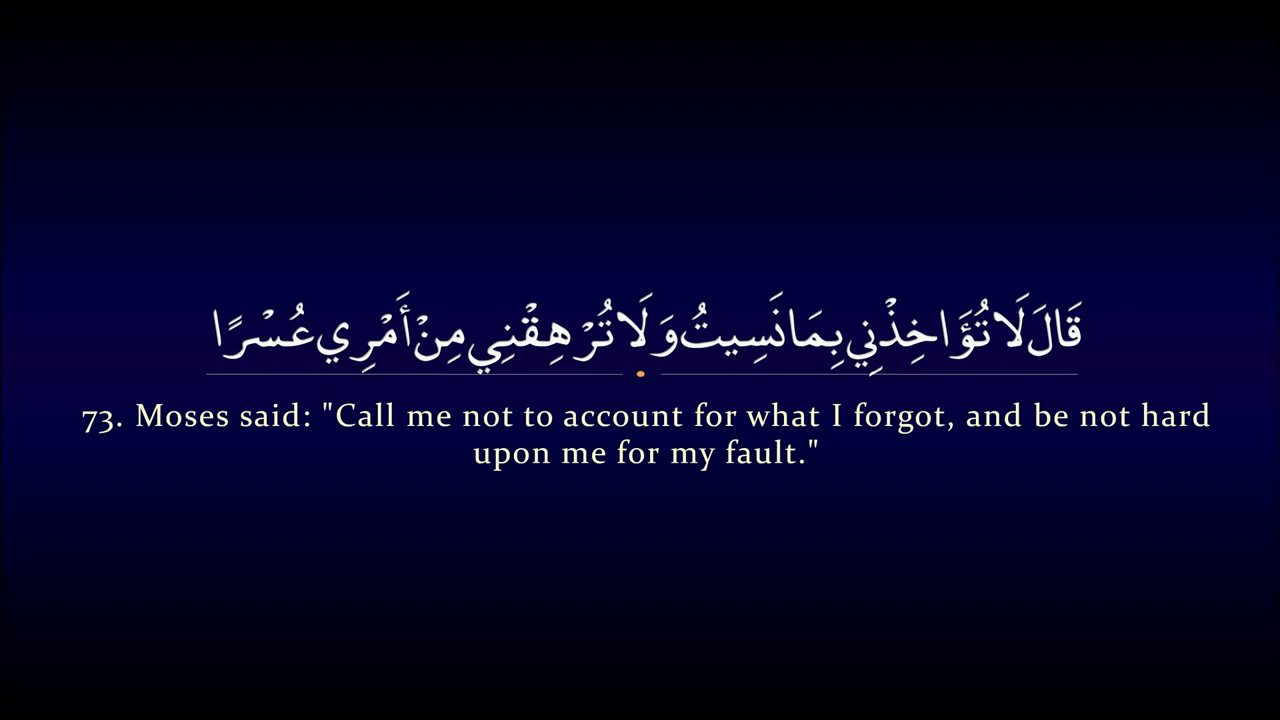 قَالَ لَا تُؤَاخِذْنِي بِمَا نَسِيتُ وَلَا تُرْهِقْنِي مِنْ أَمْرِي عُسْرًا
73. Moses said: "Call me not to account for what I forgot, and be not hard
upon me for my fault."